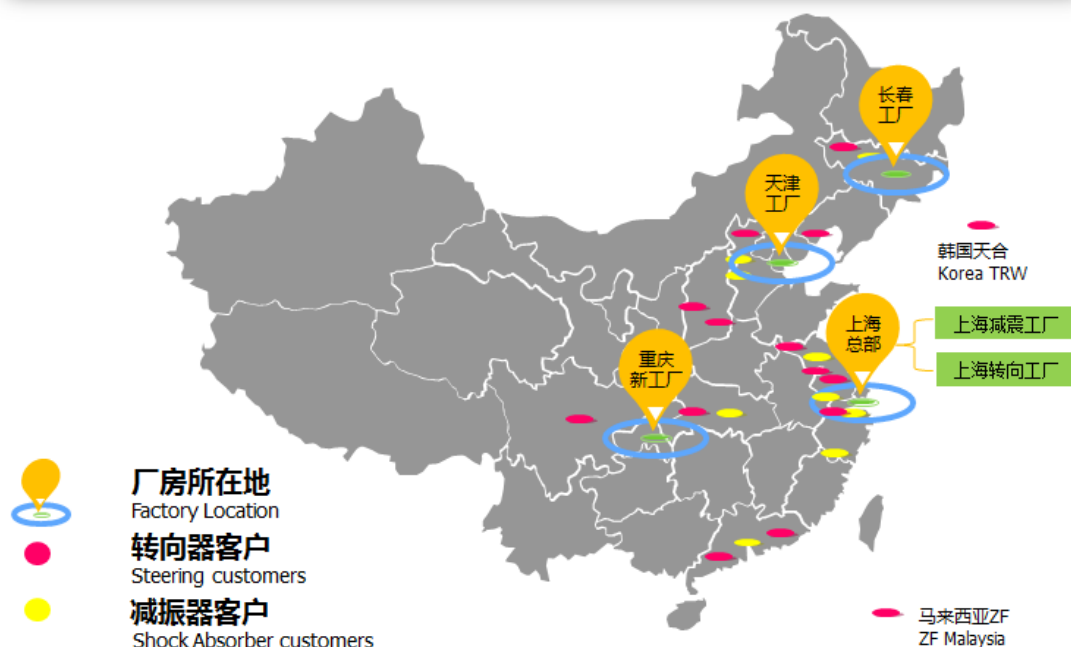 长春
工厂
天津
工厂
韩国天合
Korea TRW
上海
总部
上海减震工厂
上海转向工厂
重庆
新工厂
厂房所在地
Factory Location
转向器客户
Steering customers
减振器客户
Shock Absorber customers
马来西亚ZF
ZF Malaysia